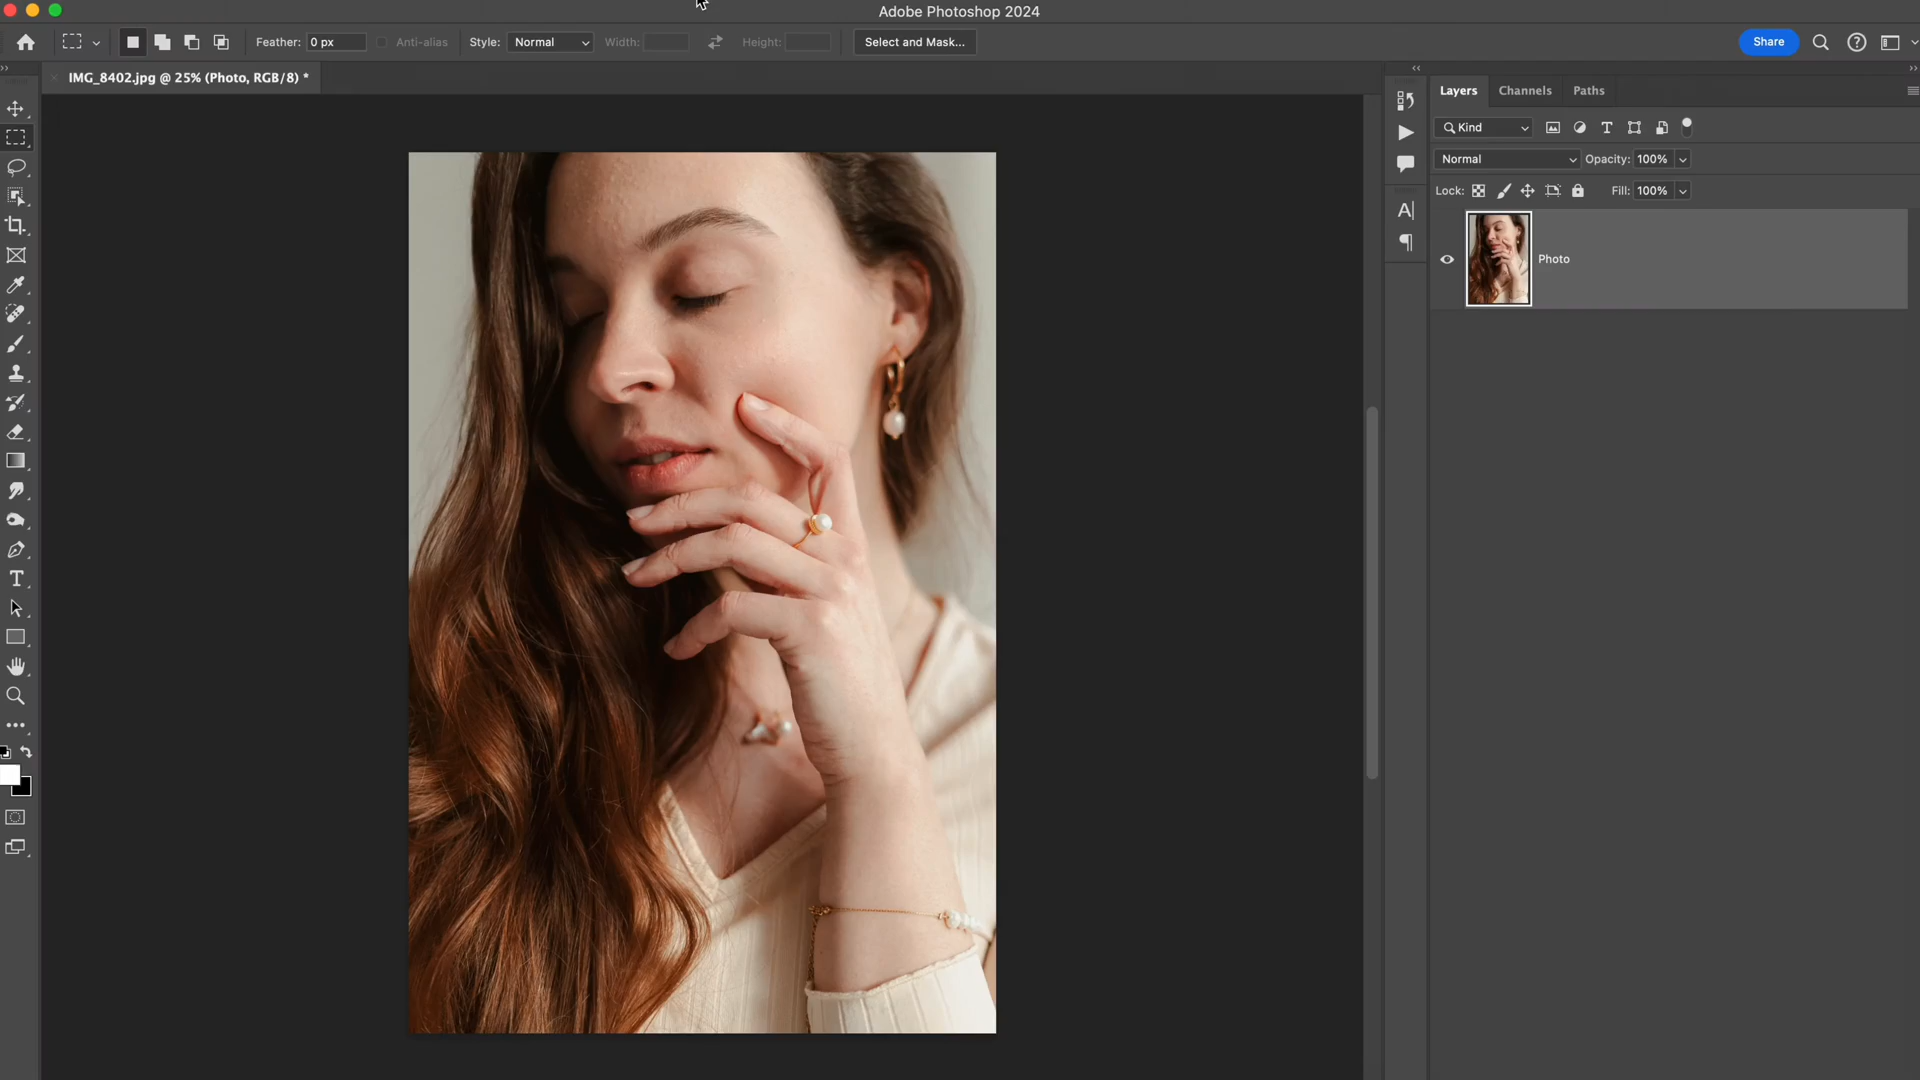 Adobe Photoshop 2024
Feather: 0 px Anti-alias Style: Normal Width: Height: Select and Mask... Share
IMG_8402.jpg @ 25% (Photo, RGB/8) *
Layers Channels Paths
Kind
Normal Opacity: 100%
Lock: Fill: 100%
Photo